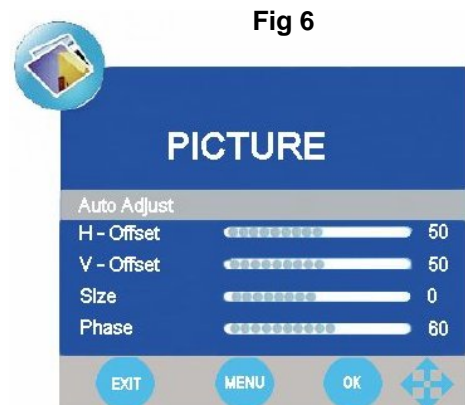 Fig 6
PICTURE
Auto Adjust
H - Offset 50
V - Offset 50
Size 0
Phase 60
EXIT MENU OK